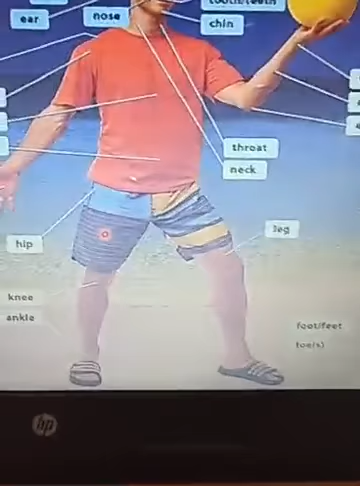 tooth/teeth
ear
nose
chin
throat
neck
hip
leg
knee
ankle
foot/feet
toe(s)
hp